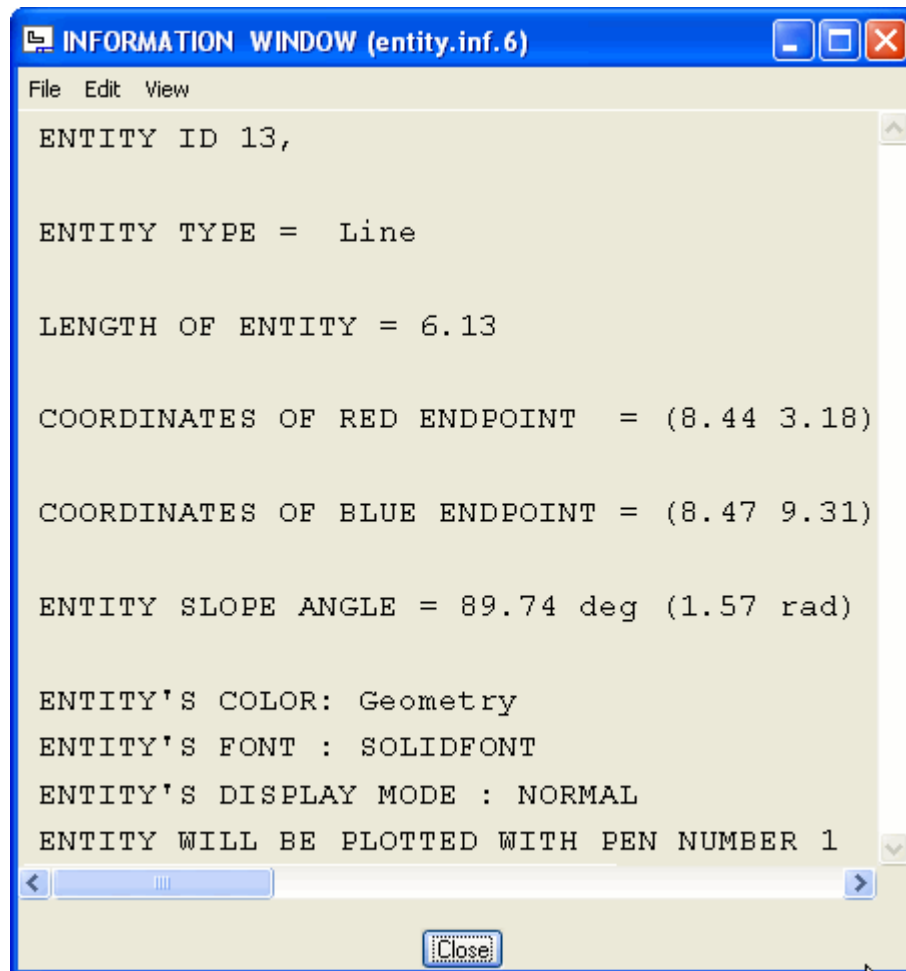 INFORMATION WINDOW (entity.inf.6)
File Edit View
ENTITY ID 13,
ENTITY TYPE = Line
LENGTH OF ENTITY = 6.13
COORDINATES OF RED ENDPOINT = (8.44 3.18)
COORDINATES OF BLUE ENDPOINT = (8.47 9.31)
ENTITY SLOPE ANGLE = 89.74 deg (1.57 rad)
ENTITY'S COLOR: Geometry
ENTITY'S FONT : SOLIDFONT
ENTITY'S DISPLAY MODE : NORMAL
ENTITY WILL BE PLOTTED WITH PEN NUMBER 1
Close